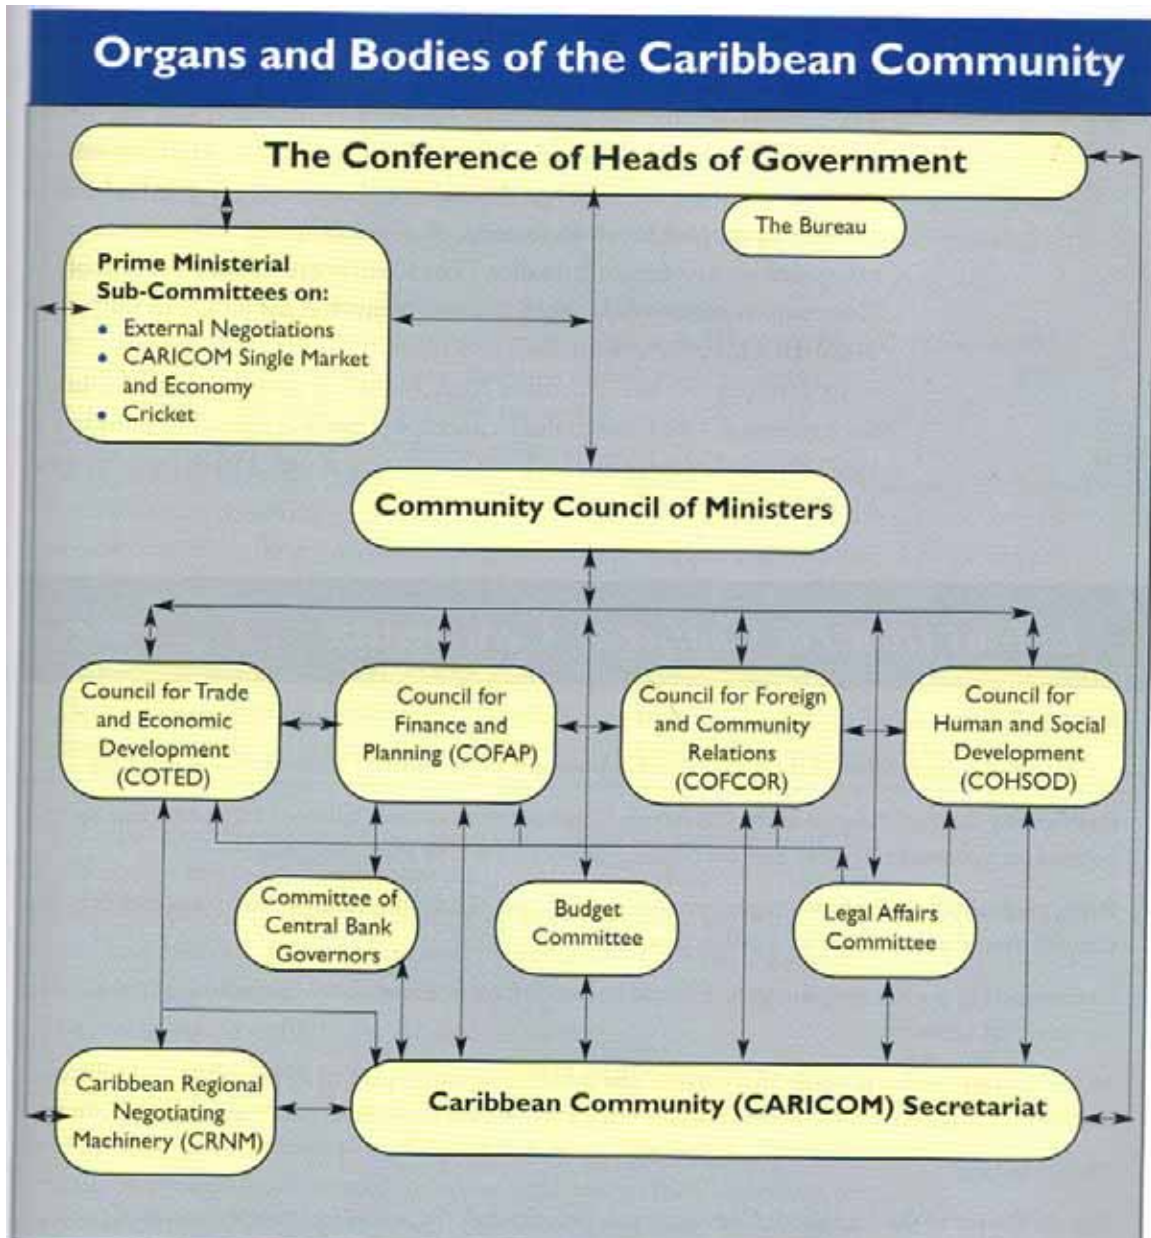 Organs and Bodies of the Caribbean Community
The Conference of Heads of Government
The Bureau
Prime Ministerial
Sub-Committees on:
• External Negotiations
• CARICOM Single Market
and Economy
• Cricket
Community Council of Ministers
Council for Trade
and Economic
Development
(COTED)
Council for
Finance and
Planning (COFAP)
Council for Foreign
and Community
Relations
(COFCOR)
Council for
Human and Social
Development
(COHSOD)
Committee of
Central Bank
Governors
Budget
Committee
Legal Affairs
Committee
Caribbean Regional
Negotiating
Machinery (CRNM)
Caribbean Community (CARICOM) Secretariat